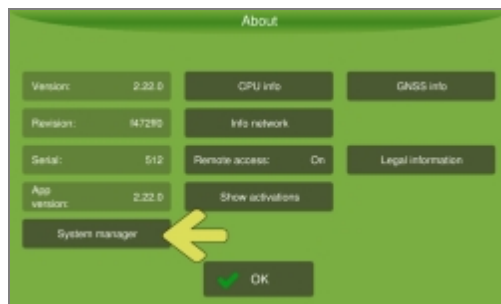 About
Version: 2.22.0
CPU info
GNSS info
Revision: 147290
Info network
Serial: 512
Remote access: On
Legal information
App version: 2.22.0
Show activations
System manager
OK